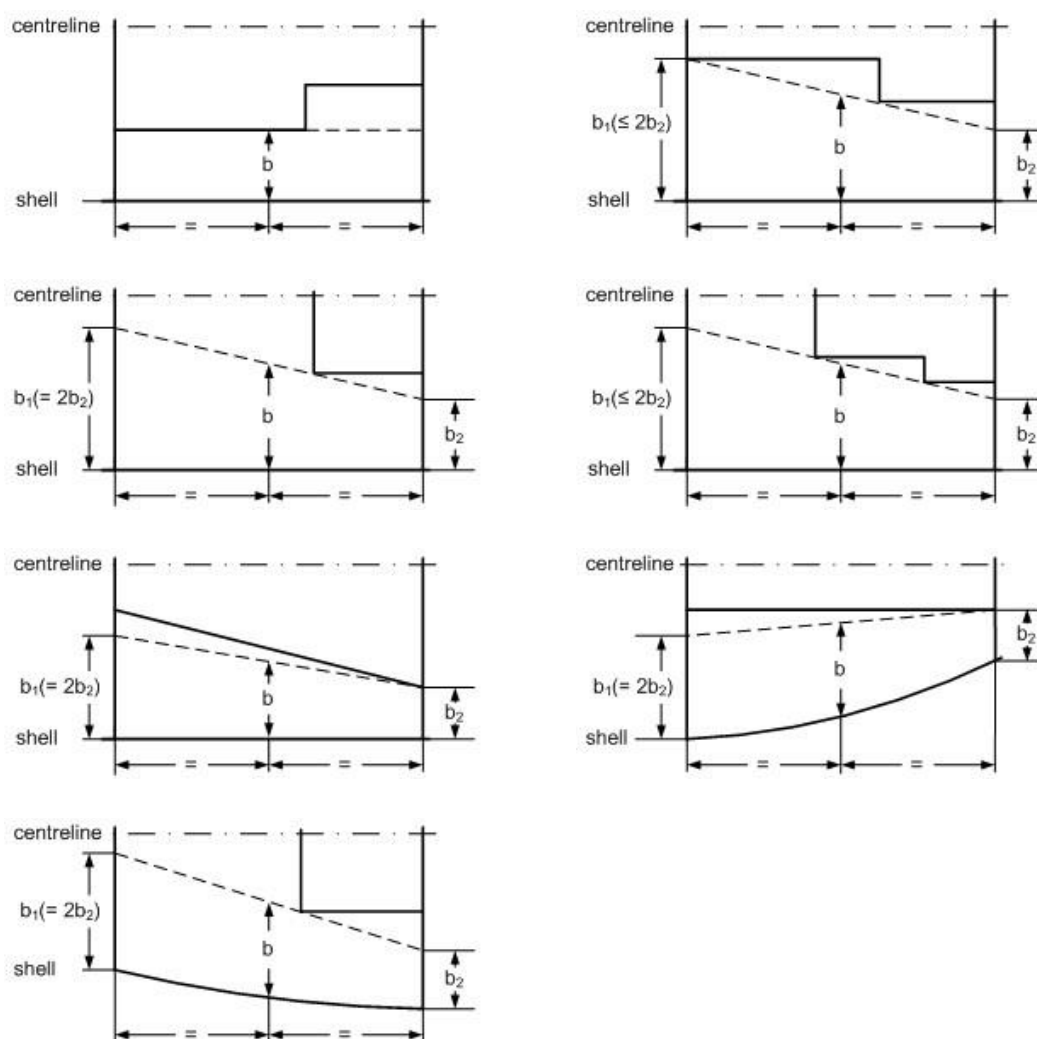 centreline
b₁(≤ 2b₂)
b
b₂
shell
= =
centreline
b
shell
= =
centreline
b₁(= 2b₂)
b
b₂
shell
= =
centreline
b₁(≤ 2b₂)
b
b₂
shell
= =
centreline
b₁(= 2b₂)
b
b₂
shell
= =
centreline
b
b₂
b₁(= 2b₂)
shell
= =
centreline
b₁(= 2b₂)
b
shell
b₂
= =